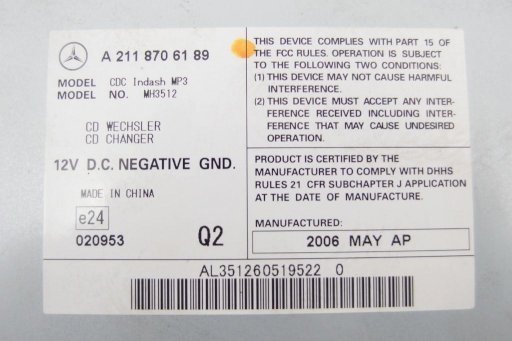 A 211 870 61 89
MODEL CDC Indash MP3
MODEL NO. MH3512
CD WECHSLER
CD CHANGER
12V D.C. NEGATIVE GND.
MADE IN CHINA
e24
020953 Q2
THIS DEVICE COMPLIES WITH PART 15 OF
THE FCC RULES. OPERATION IS SUBJECT
TO THE FOLLOWING TWO CONDITIONS:
(1) THIS DEVICE MAY NOT CAUSE HARMFUL
INTERFERENCE.
(2) THIS DEVICE MUST ACCEPT ANY INTER-
FERENCE RECEIVED INCLUDING INTER-
FERENCE THAT MAY CAUSE UNDESIRED
OPERATION.
PRODUCT IS CERTIFIED BY THE
MANUFACTURER TO COMPLY WITH DHHS
RULES 21 CFR SUBCHAPTER J APPLICATION
AT THE DATE OF MANUFACTURE.
MANUFACTURED:
2006 MAY AP
AL351260519522 0